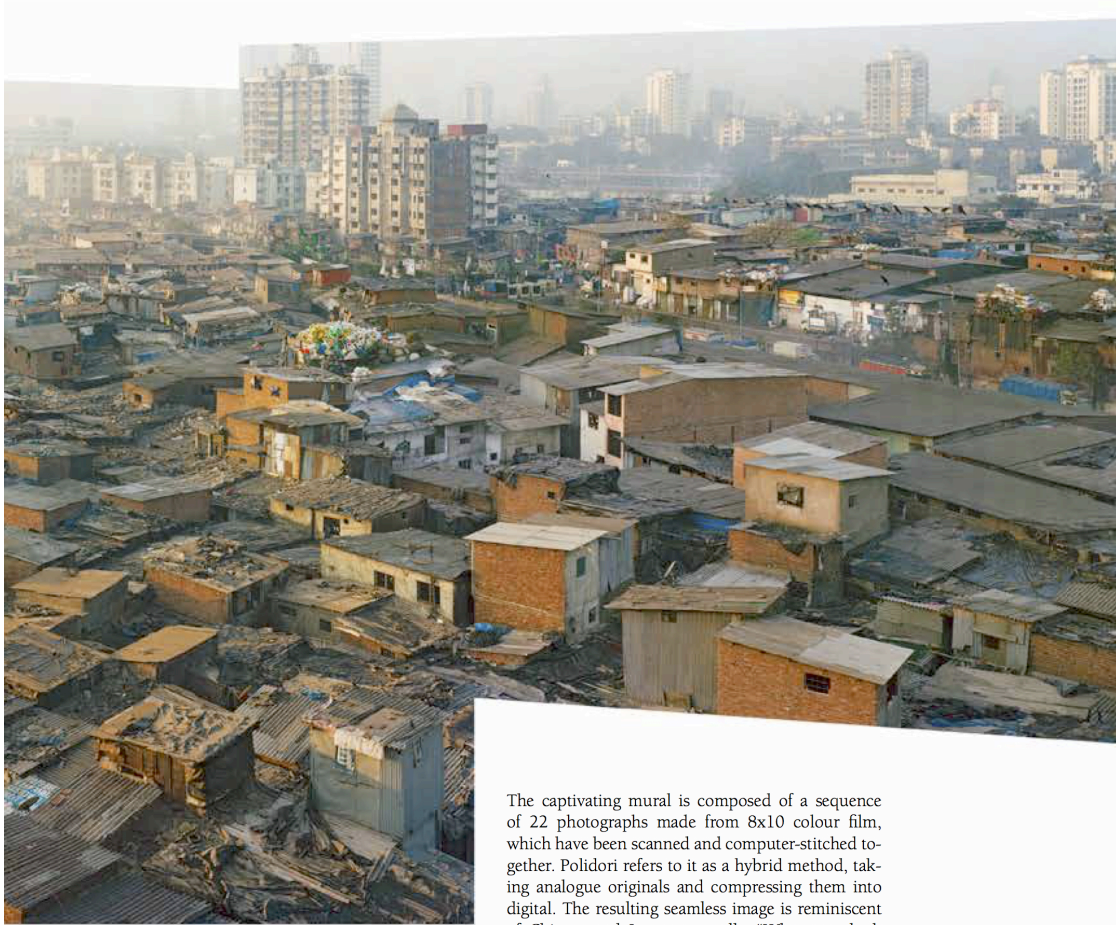 The captivating mural is composed of a sequence
of 22 photographs made from 8x10 colour film,
which have been scanned and computer-stitched to-
gether. Polidori refers to it as a hybrid method, tak-
ing analogue originals and compressing them into
digital. The resulting seamless image is reminiscent